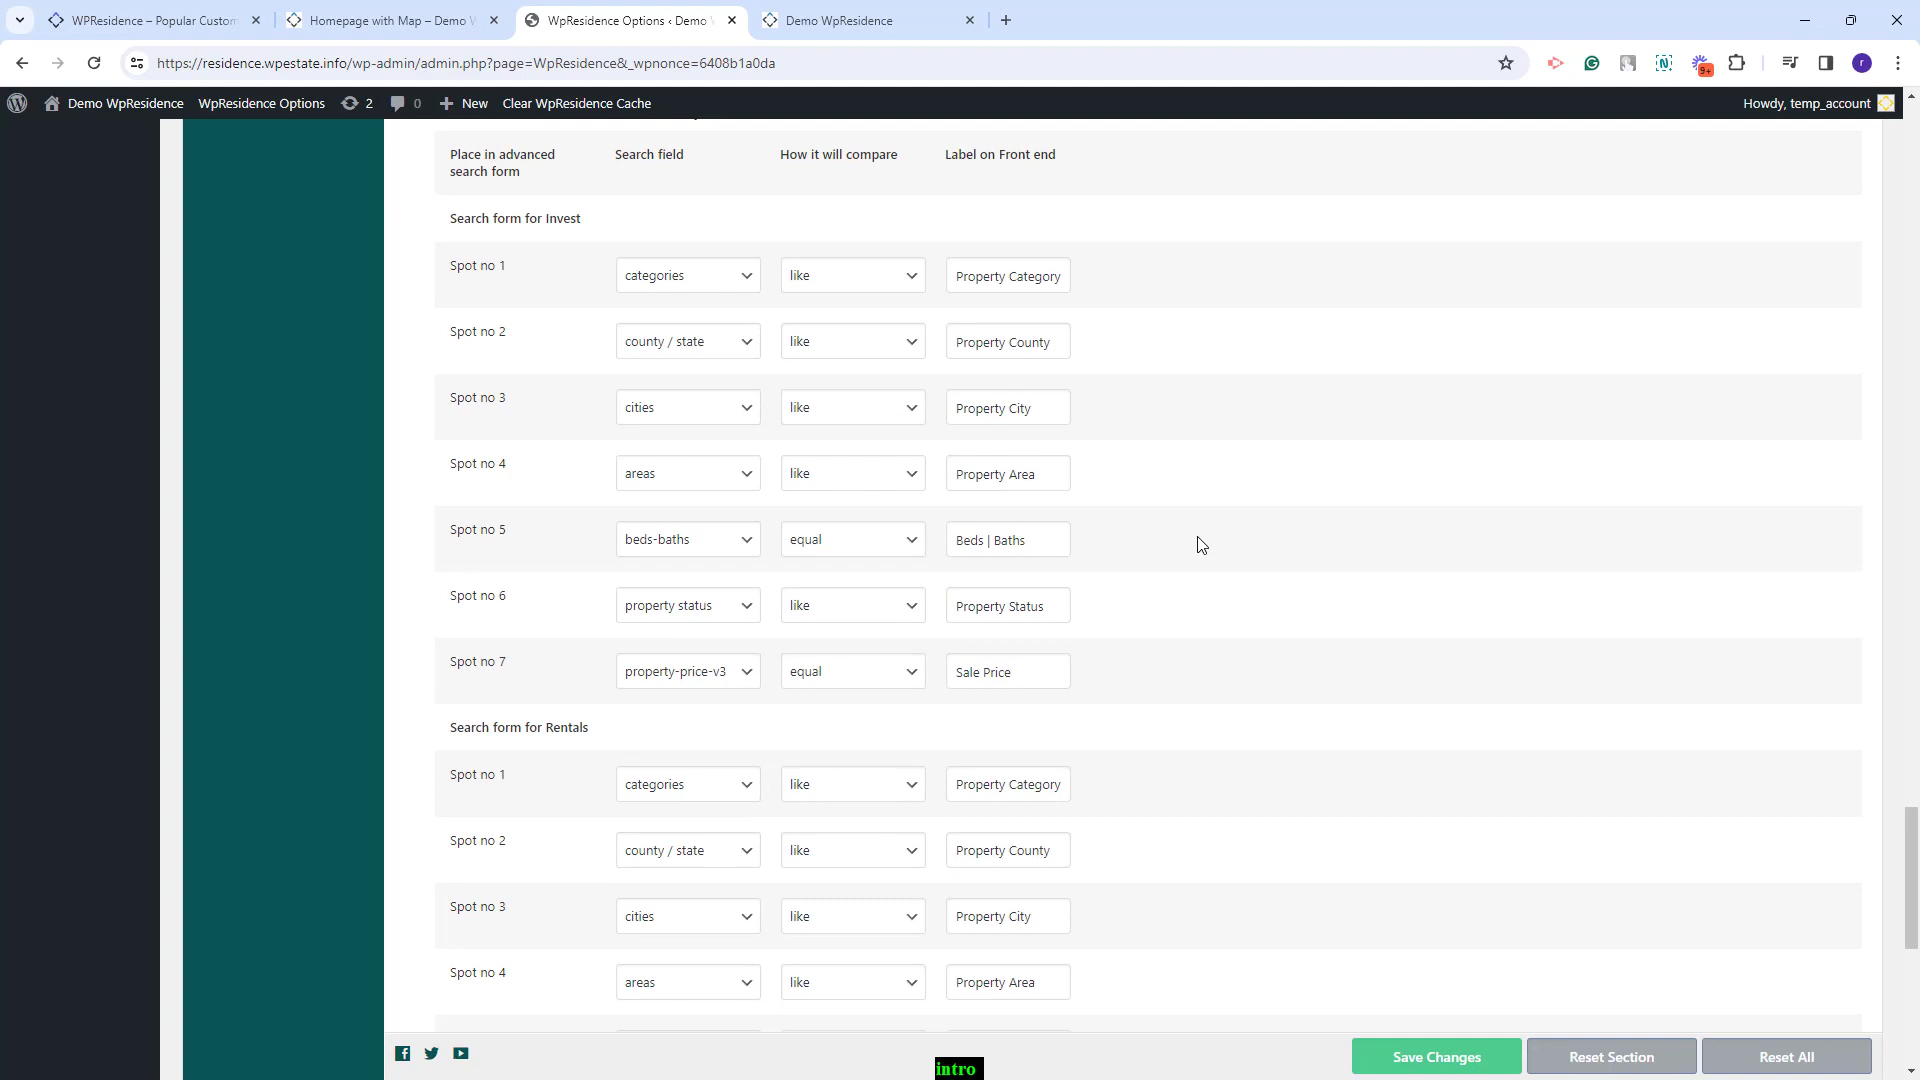 WPResidence – Popular Custom
Homepage with Map – Demo W
WpResidence Options ‹ Demo
Demo WpResidence
https://residence.wpestate.info/wp-admin/admin.php?page=WpResidence&_wpnonce=6408b1a0da
9+
r
Demo WpResidence
WpResidence Options
2
0
New
Clear WpResidence Cache
Howdy, temp_account
Place in advanced
search form
Search field
How it will compare
Label on Front end
Search form for Invest
Spot no 1
categories
like
Property Category
Spot no 2
county / state
like
Property County
Spot no 3
cities
like
Property City
Spot no 4
areas
like
Property Area
Spot no 5
beds-baths
equal
Beds | Baths
Spot no 6
property status
like
Property Status
Spot no 7
property-price-v3
equal
Sale Price
Search form for Rentals
Spot no 1
categories
like
Property Category
Spot no 2
county / state
like
Property County
Spot no 3
cities
like
Property City
Spot no 4
areas
like
Property Area
intro
Save Changes
Reset Section
Reset All